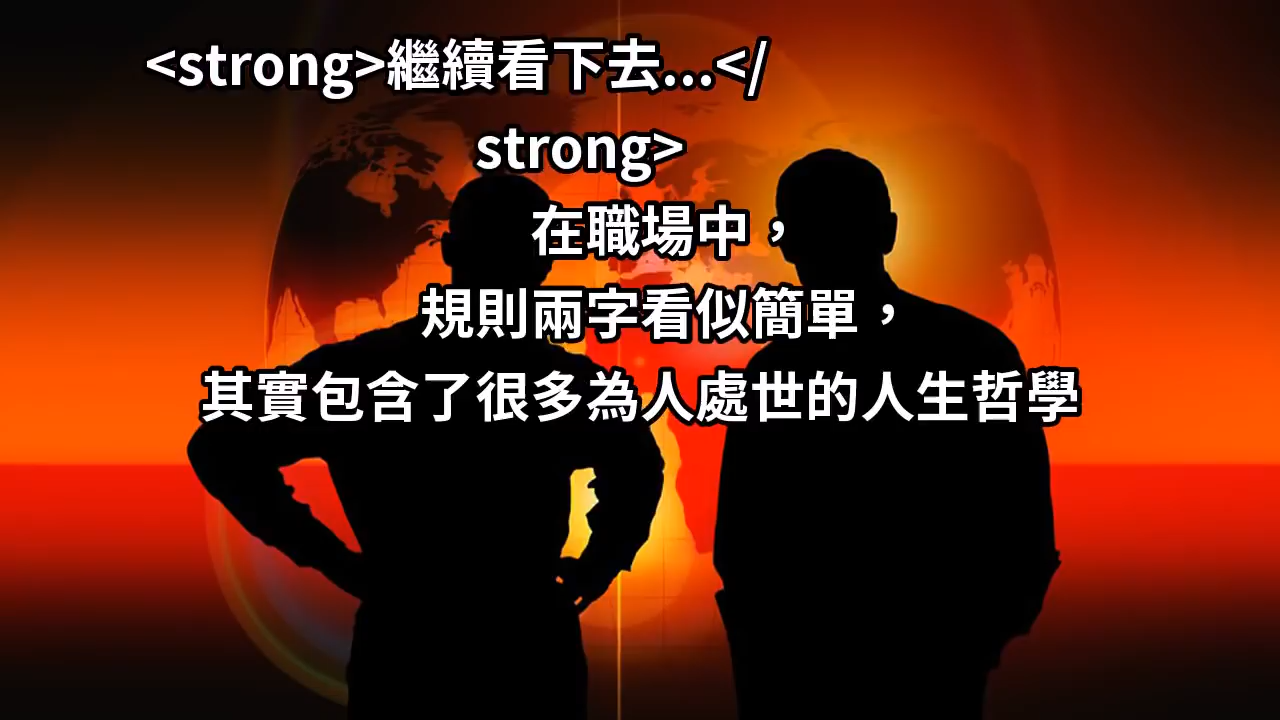 <strong>繼續看下去...</
strong>
在職場中，
規則兩字看似簡單，
其實包含了很多為人處世的人生哲學